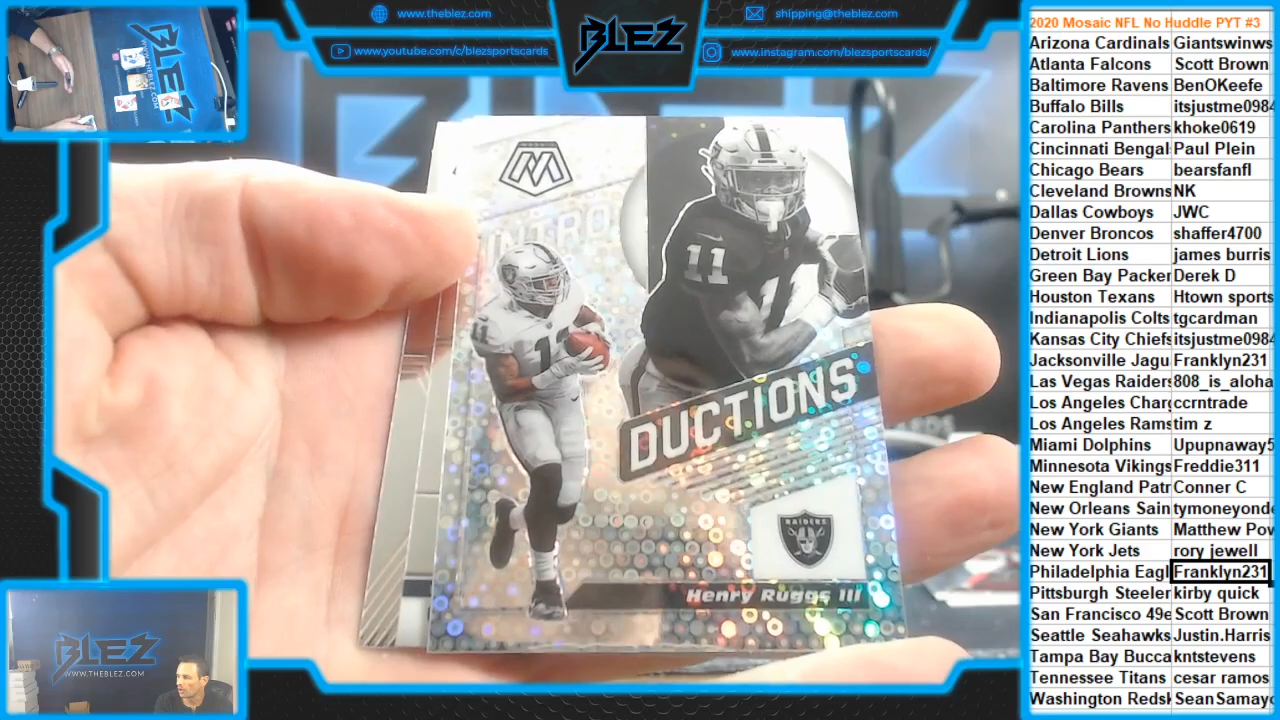 www.theblez.com
shipping@theblez.com
www.youtube.com/c/blezsportscards
www.instagram.com/blezsportscards/
BLEZ
2020 Mosaic NFL No Huddle PYT #3
Arizona Cardinals Giantswinws
Atlanta Falcons Scott Brown
Baltimore Ravens BenOKeefe
Buffalo Bills itsjustme0984
Carolina Panthers khoke0619
Cincinnati Bengal Paul Plein
Chicago Bears bearsfanfl
Cleveland Browns NK
Dallas Cowboys JWC
Denver Broncos shaffer4700
Detroit Lions james burris
Green Bay Packer Derek D
Houston Texans Htown sports
Indianapolis Colts tgcardman
Kansas City Chiefs itsjustme0984
Jacksonville Jagu Franklyn231
Las Vegas Raiders 808_is_aloha
Los Angeles Charg ccrntrade
Los Angeles Rams tim z
Miami Dolphins Upupnaway5
Minnesota Vikings Freddie311
New England Patr Conner C
New Orleans Sain tymoneyond
New York Giants Matthew Pov
New York Jets rory jewell
Philadelphia Eagl Franklyn231
Pittsburgh Steeler kirby quick
San Francisco 49e Scott Brown
Seattle Seahawks Justin.Harris
Tampa Bay Bucca kntstevens
Tennessee Titans cesar ramos
Washington Redsk SeanSamayo
MOSAIC
INTRO
DUCTIONS
11
11
RAIDERS
Henry Ruggs III
BLEZ
WWW.THEBLEZ.COM
BLEZ
WWW.THEBLEZ.COM